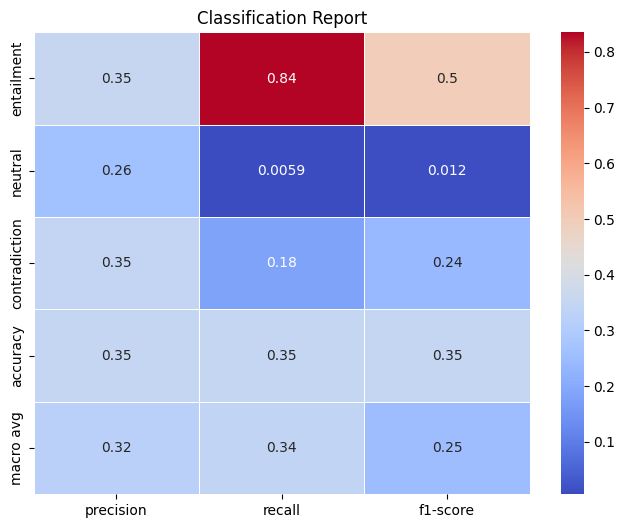 Classification Report
entailment 0.35 0.84 0.5
neutral 0.26 0.0059 0.012
contradiction 0.35 0.18 0.24
accuracy 0.35 0.35 0.35
macro avg 0.32 0.34 0.25
precision recall f1-score
0.8
0.7
0.6
0.5
0.4
0.3
0.2
0.1